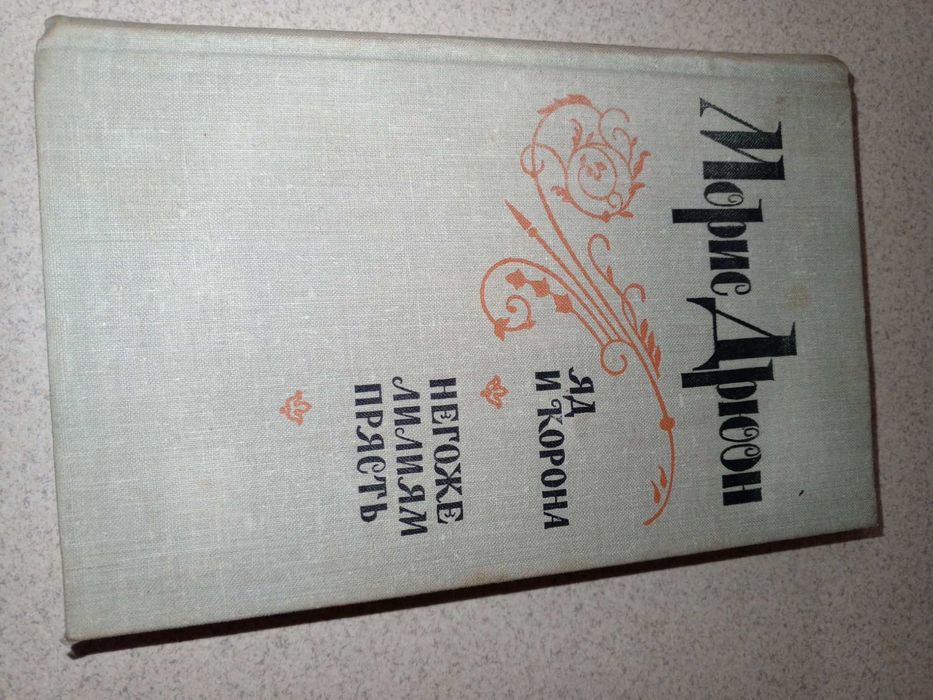 Морис Дрюон
ЯД
И КОРОНА
НЕГОЖЕ
ЛИЛИЯМ
ПРЯСТЬ